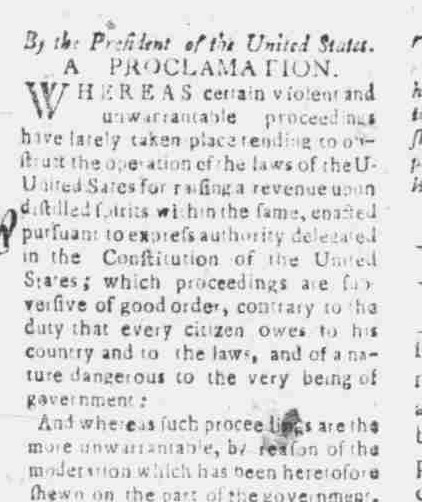 By the Preſident of the United States.
A PROCLAMATION.
WHEREAS certain violent and
unwarrantable proceedings
have lately taken place tending to ob-
ſtruct the operation of the laws of the U-
United Sates for raiſing a revenue upon
diſtilled ſpirits within the ſame, enacted
purſuant to expreſs authority delegated
in the Conſtitution of the United
States; which proceedings are ſub-
verſive of good order, contrary to the
duty that every citizen owes to his
country and to the laws, and of a na-
ture dangerous to the very being of
government:
And whereas ſuch proceedings are the
more unwarrantable, by reaſon of the
moderation which has been heretofore
ſhewn on the part of the government,